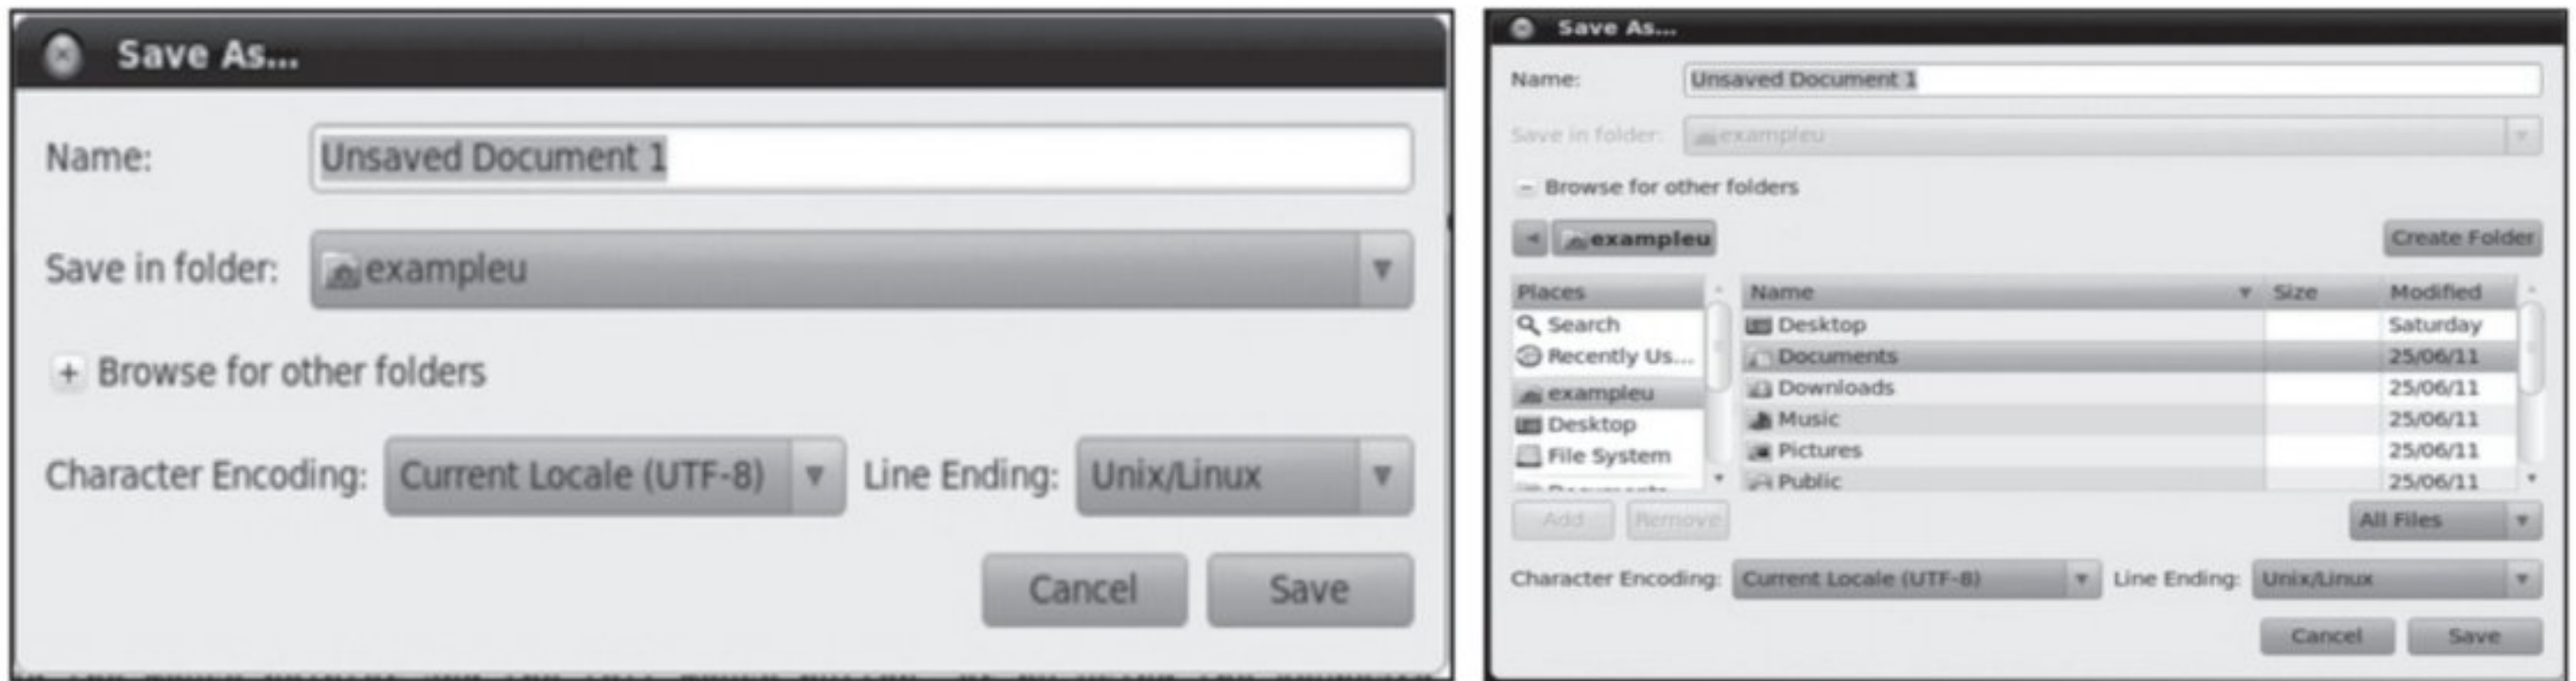 Save As...
Name: Unsaved Document 1
Save in folder: exampleu
+ Browse for other folders
Character Encoding: Current Locale (UTF-8) Line Ending: Unix/Linux
Cancel Save
Save As...
Name: Unsaved Document 1
Save in folder: exampleu
− Browse for other folders
exampleu Create Folder
Places Name Size Modified
Search Desktop Saturday
Recently Us... Documents 25/06/11
exampleu Downloads 25/06/11
Desktop Music 25/06/11
File System Pictures 25/06/11
Public 25/06/11
Add Remove All Files
Character Encoding: Current Locale (UTF-8) Line Ending: Unix/Linux
Cancel Save